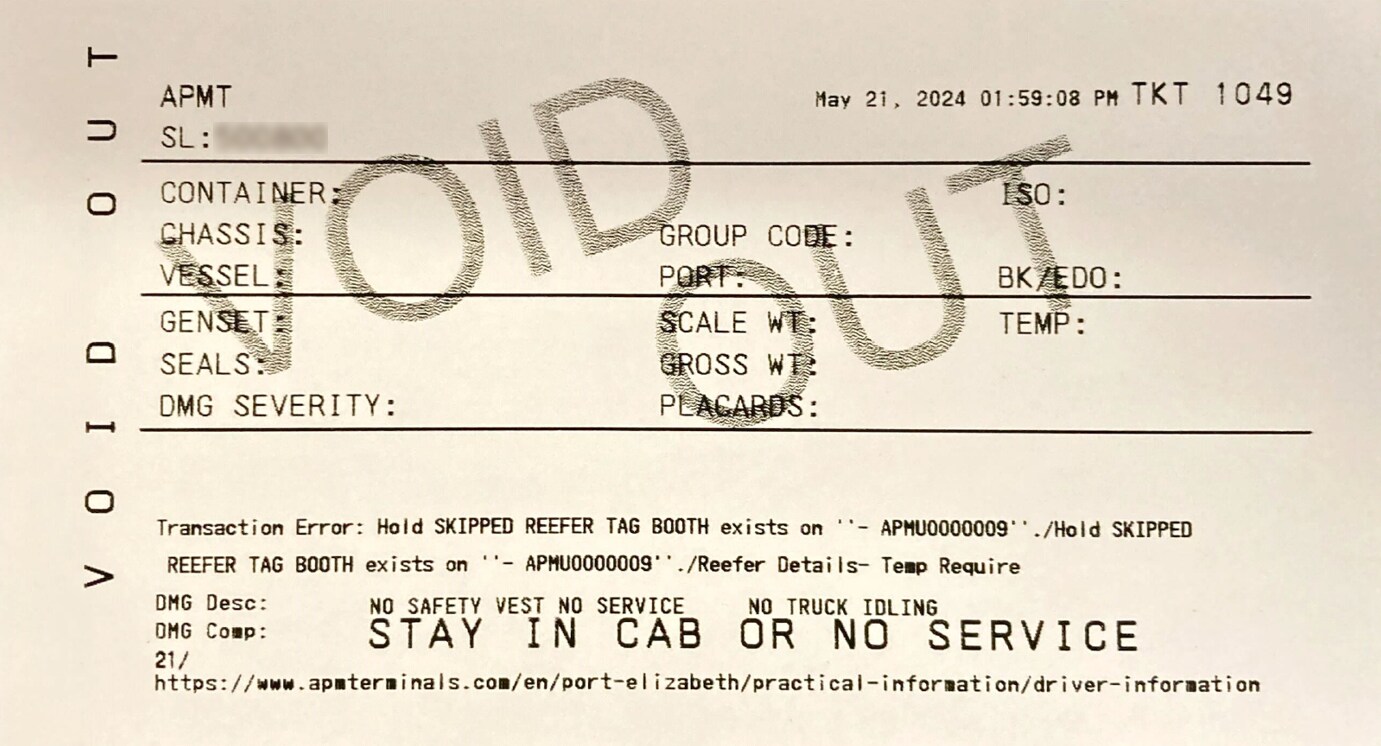 VOID OUT
APMT
May 21, 2024 01:59:08 PM TKT 1049
SL:
CONTAINER: ISO:
CHASSIS: GROUP CODE:
VESSEL: PORT: BK/EDO:
GENSET: SCALE WT: TEMP:
SEALS: GROSS WT:
DMG SEVERITY: PLACARDS:
VOID OUT
Transaction Error: Hold SKIPPED REEFER TAG BOOTH exists on ''- APMU0000009''./Hold SKIPPED
REEFER TAG BOOTH exists on ''- APMU0000009''./Reefer Details- Temp Require
DMG Desc: NO SAFETY VEST NO SERVICE NO TRUCK IDLING
DMG Comp: STAY IN CAB OR NO SERVICE
21/
https://www.apmterminals.com/en/port-elizabeth/practical-information/driver-information